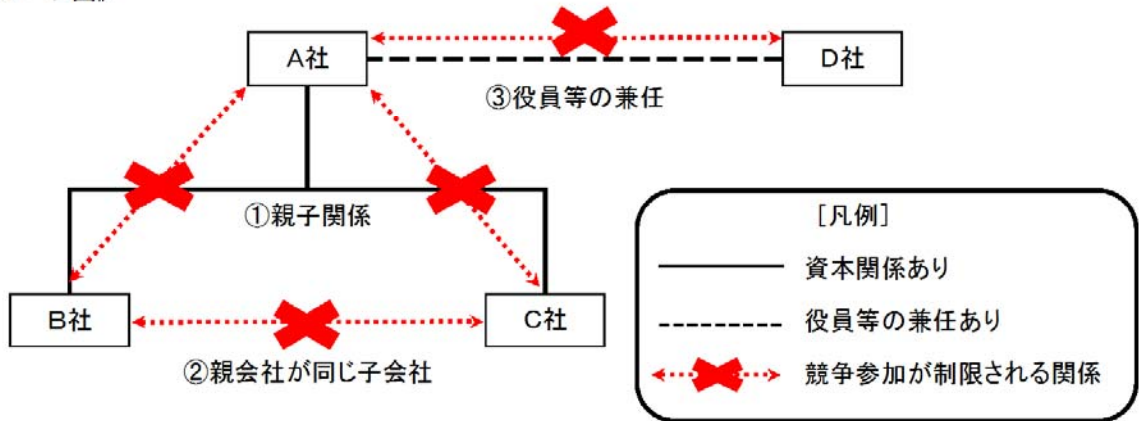 A社
D社
③役員等の兼任
①親子関係
B社
C社
②親会社が同じ子会社
［凡例］
資本関係あり
役員等の兼任あり
競争参加が制限される関係